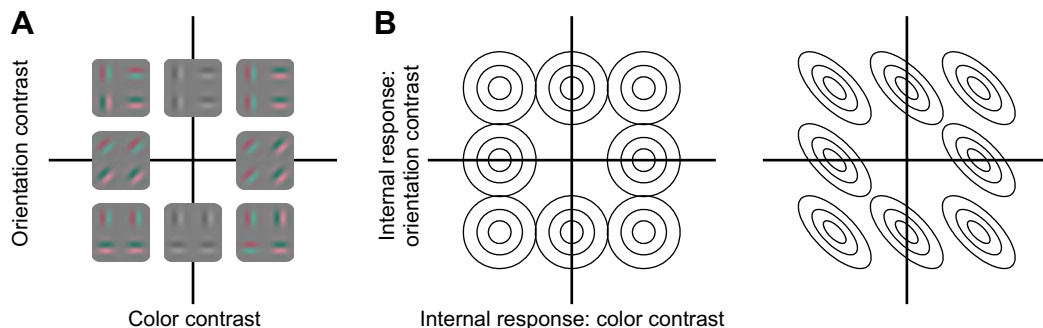 A
B
Orientation contrast
Color contrast
Internal response:
orientation contrast
Internal response: color contrast